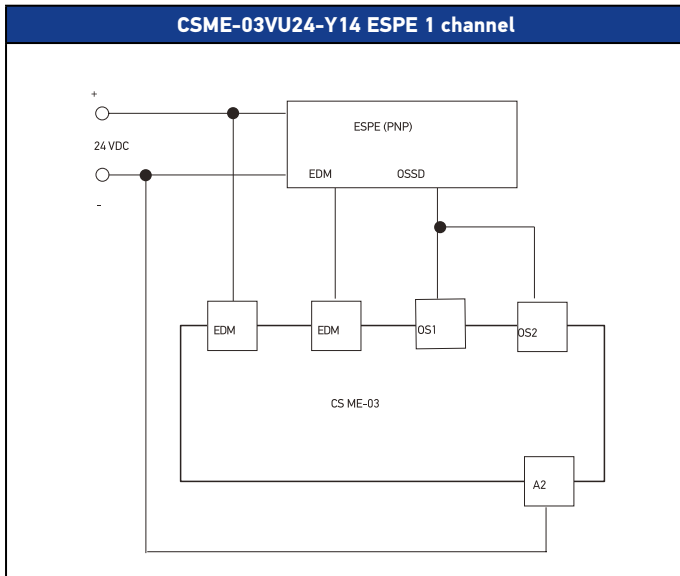 CSME-03VU24-Y14 ESPE 1 channel
+
ESPE (PNP)
24 VDC
EDM OSSD
-
EDM EDM OS1 OS2
CS ME-03
A2